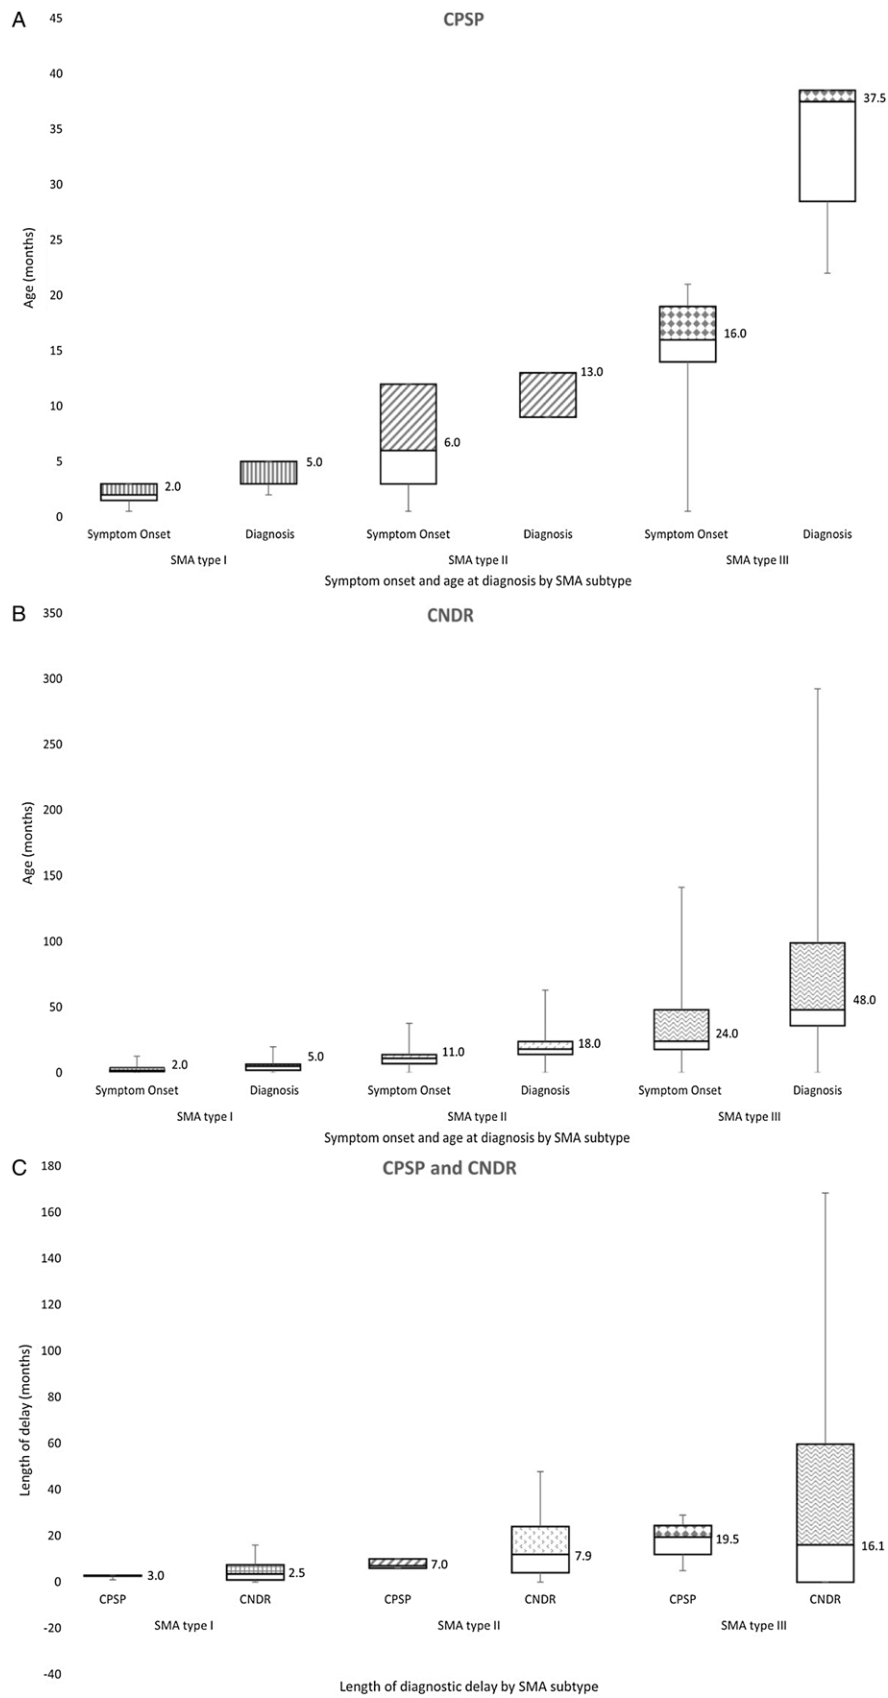 A
CPSP
45
40
35
30
25
20
15
10
5
0
Age (months)
2.0
5.0
6.0
13.0
16.0
37.5
Symptom Onset Diagnosis Symptom Onset Diagnosis Symptom Onset Diagnosis
SMA type I SMA type II SMA type III
Symptom onset and age at diagnosis by SMA subtype
B
CNDR
350
300
250
200
150
100
50
0
Age (months)
2.0
5.0
11.0
18.0
24.0
48.0
Symptom Onset Diagnosis Symptom Onset Diagnosis Symptom Onset Diagnosis
SMA type I SMA type II SMA type III
Symptom onset and age at diagnosis by SMA subtype
C
CPSP and CNDR
180
160
140
120
100
80
60
40
20
0
-20
-40
Length of delay (months)
3.0
2.5
7.0
7.9
19.5
16.1
CPSP CNDR CPSP CNDR CPSP CNDR
SMA type I SMA type II SMA type III
Length of diagnostic delay by SMA subtype